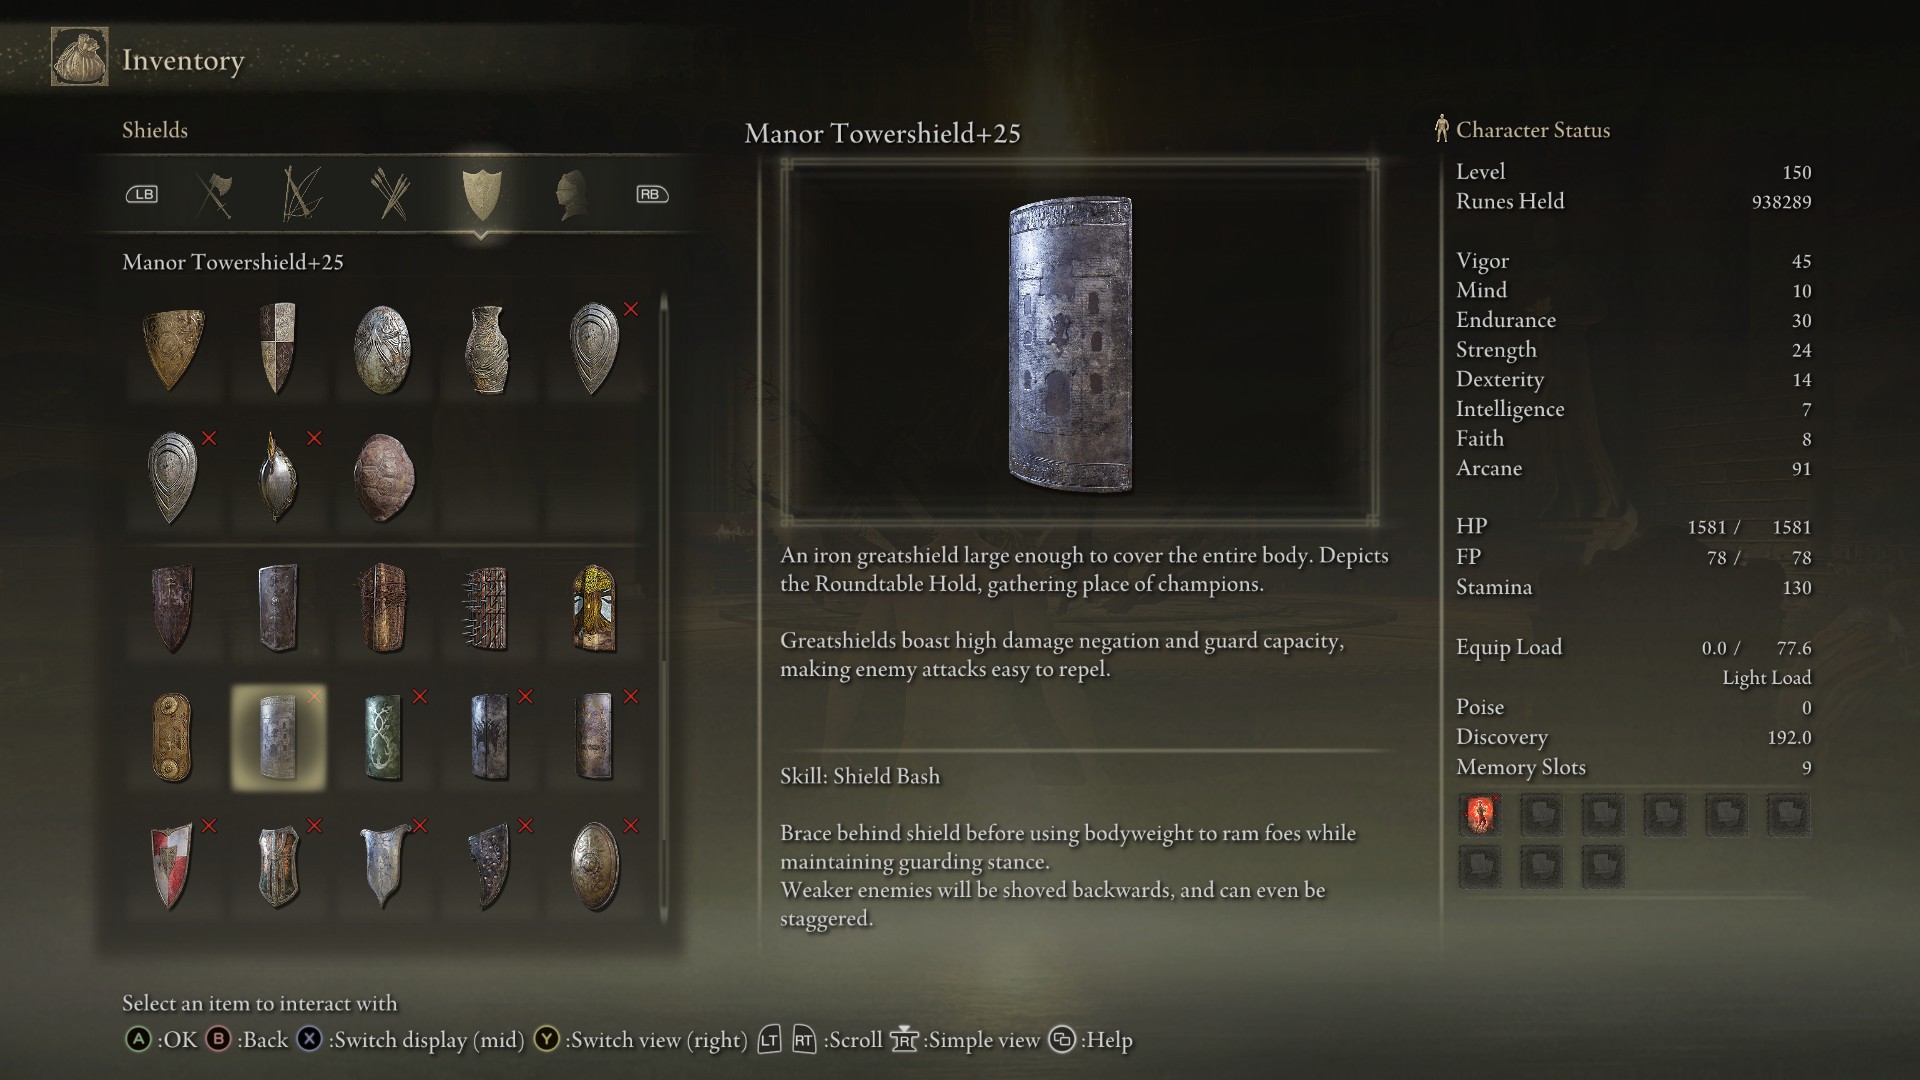 Inventory
Shields
LB
RB
Manor Towershield+25
Manor Towershield+25
An iron greatshield large enough to cover the entire body. Depicts
the Roundtable Hold, gathering place of champions.
Greatshields boast high damage negation and guard capacity,
making enemy attacks easy to repel.
Skill: Shield Bash
Brace behind shield before using bodyweight to ram foes while
maintaining guarding stance.
Weaker enemies will be shoved backwards, and can even be
staggered.
Character Status
Level 150
Runes Held 938289
Vigor 45
Mind 10
Endurance 30
Strength 24
Dexterity 14
Intelligence 7
Faith 8
Arcane 91
HP 1581 / 1581
FP 78 / 78
Stamina 130
Equip Load 0.0 / 77.6
Light Load
Poise 0
Discovery 192.0
Memory Slots 9
Select an item to interact with
A :OK B :Back X :Switch display (mid) Y :Switch view (right) LT RT :Scroll R :Simple view :Help